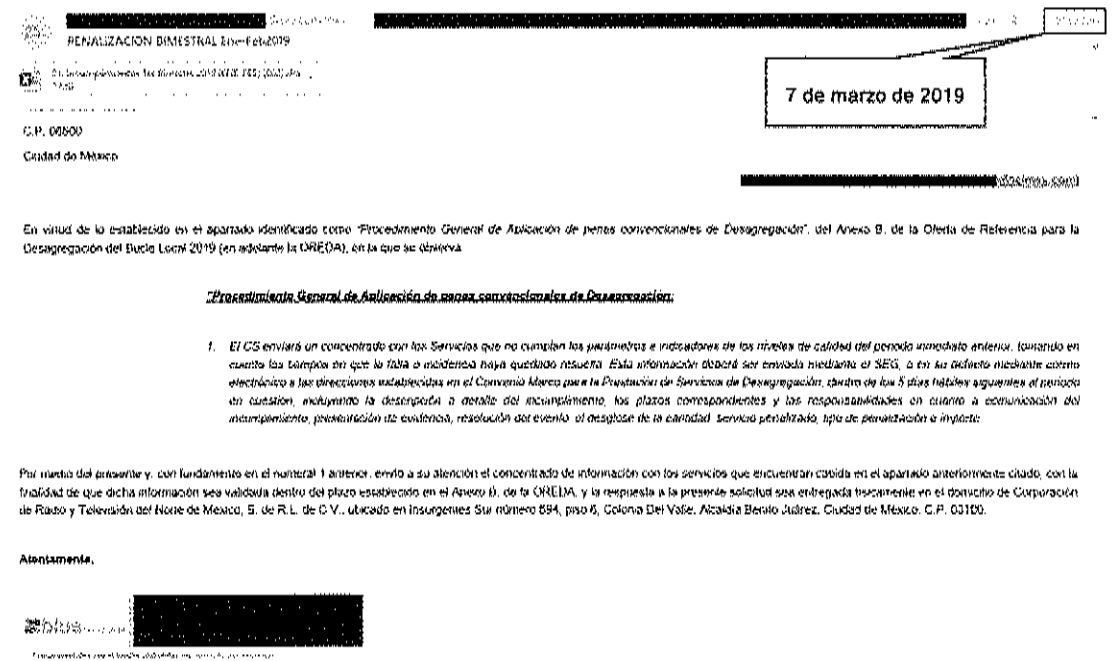 PENALIZACION BIMESTRAL Ene-Feb2019
7 de marzo de 2019
C.P. 06500
Ciudad de México
En virtud de lo establecido en el apartado identificado como "Procedimiento General de Aplicación de penas convencionales de Desagregación", del Anexo B, de la Oferta de Referencia para la
Desagregación del Bucle Local 2019 (en adelante la OREDA), en la que se observa
"Procedimiento General de Aplicación de penas convencionales de Desagregación:
1. El CS enviará un concentrado con los Servicios que no cumplan los parámetros e indicadores de los niveles de calidad del periodo inmediato anterior, tomando en
cuenta los tiempos en que la falla o incidencia haya quedado resuelta. Esta información deberá ser enviada mediante el SEG, o en su defecto mediante correo
electrónico a las direcciones establecidas en el Convenio Marco para la Prestación de Servicios de Desagregación, dentro de los 5 días hábiles siguientes al periodo
en cuestión, incluyendo la descripción a detalle del incumplimiento, los plazos correspondientes y las responsabilidades en cuanto a comunicación del
incumplimiento, presentación de evidencia, resolución del evento, el desglose de la cantidad, servicio penalizado, tipo de penalización e importe
Por medio del presente y, con fundamento en el numeral 1 anterior, envío a su atención el concentrado de información con los servicios que encuentran cabida en el apartado anteriormente citado, con la
finalidad de que dicha información sea validada dentro del plazo establecido en el Anexo B, de la OREDA, y la respuesta a la presente solicitud sea entregada físicamente en el domicilio de Corporación
de Radio y Televisión del Norte de México, S. de R.L. de C.V., ubicado en Insurgentes Sur número 694, piso 6, Colonia Del Valle, Alcaldía Benito Juárez, Ciudad de México, C.P. 03100.
Atentamente,
blue